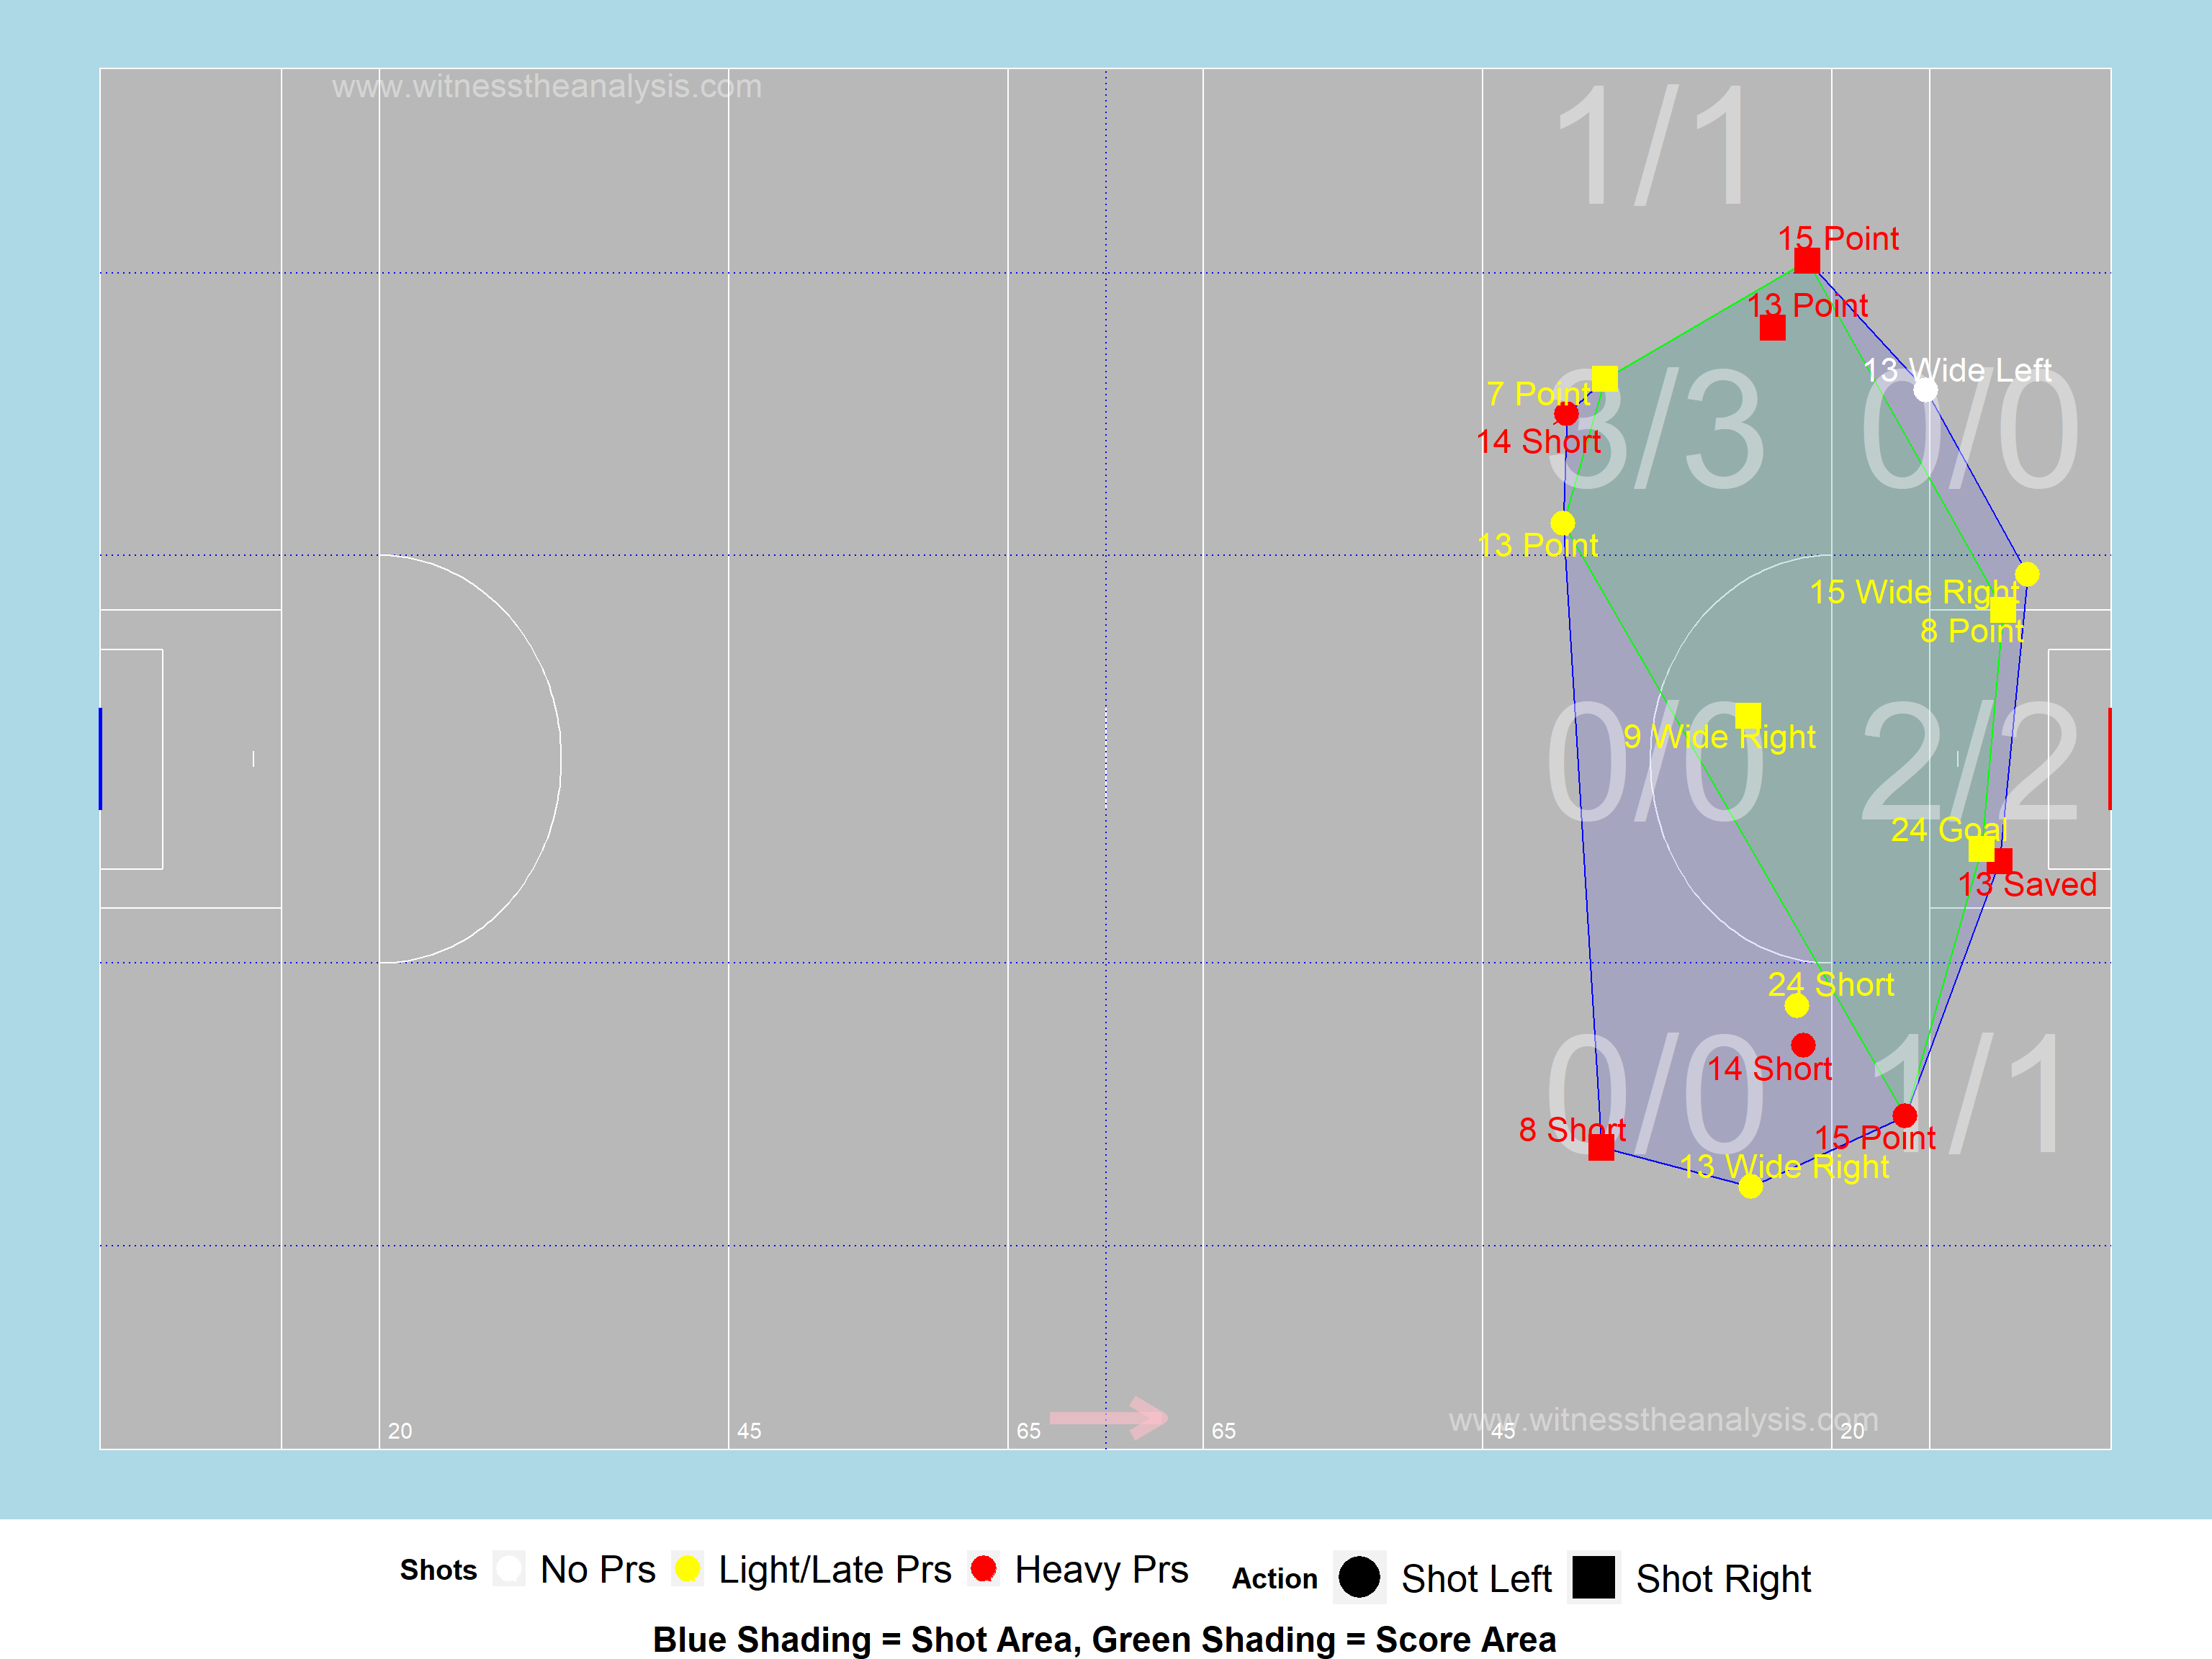 www.witnesstheanalysis.com
1/1
15 Point
13 Point
13 Wide Left
7 Point
14 Short
3/3
0/0
13 Point
15 Wide Right
8 Point
9 Wide Right
0/0
2/2
24 Goal
13 Saved
24 Short
14 Short
0/0
1/1
8 Short
15 Point
13 Wide Right
www.witnesstheanalysis.com
20
45
65
65
45
20
Shots No Prs Light/Late Prs Heavy Prs Action Shot Left Shot Right
Blue Shading = Shot Area, Green Shading = Score Area